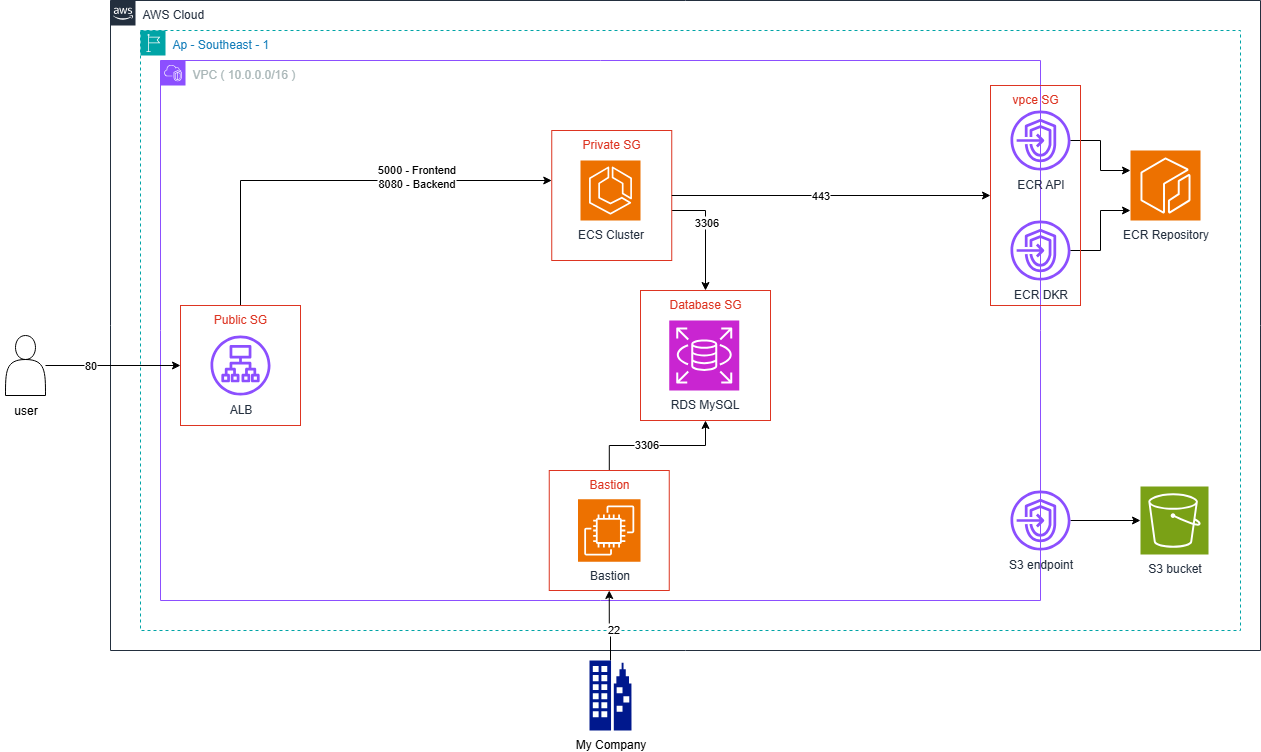 aws
AWS Cloud
Ap - Southeast - 1
VPC ( 10.0.0.0/16 )
vpce SG
Private SG
5000 - Frontend
8080 - Backend
ECR API
443
ECS Cluster
3306
ECR Repository
ECR DKR
Database SG
Public SG
80
user
ALB
RDS MySQL
3306
Bastion
Bastion
S3 endpoint
S3 bucket
22
My Company